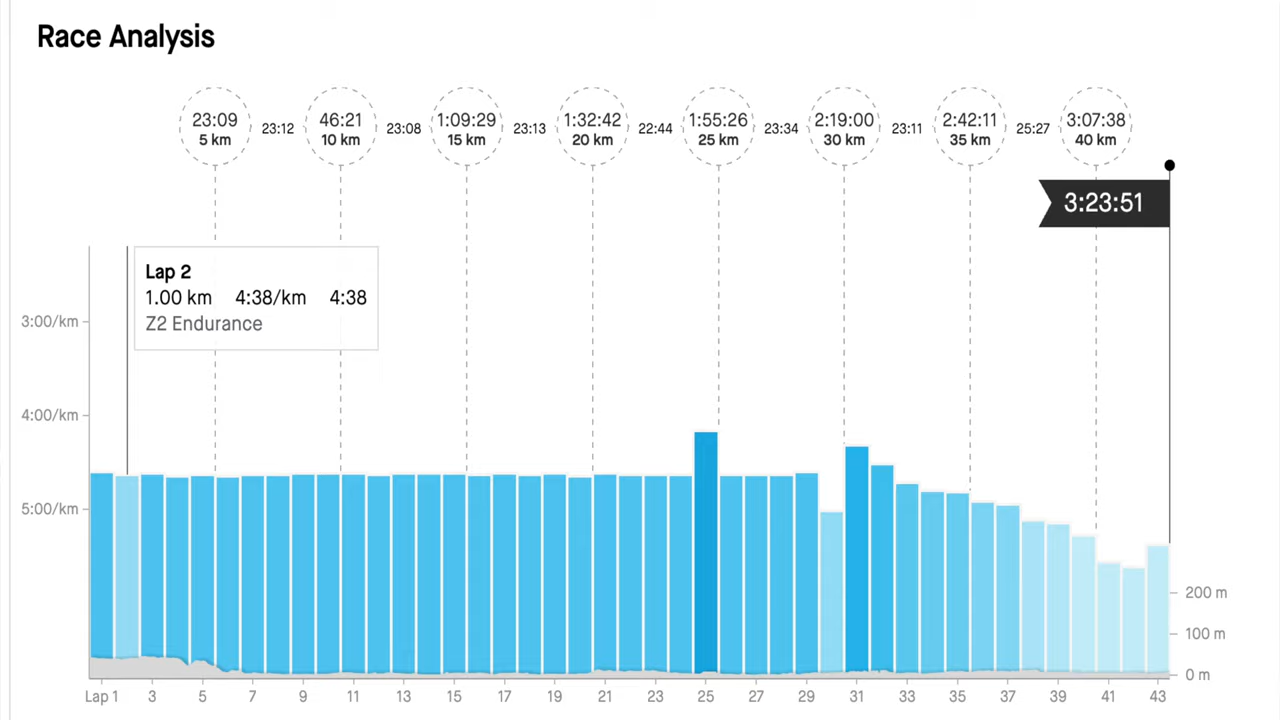 Race Analysis
23:09 23:12 46:21 23:08 1:09:29 23:13 1:32:42 22:44 1:55:26 23:34 2:19:00 23:11 2:42:11 25:27 3:07:38
5 km 10 km 15 km 20 km 25 km 30 km 35 km 40 km
3:23:51
Lap 2
1.00 km 4:38/km 4:38
Z2 Endurance
3:00/km
4:00/km
5:00/km
200 m
100 m
0 m
Lap 1 3 5 7 9 11 13 15 17 19 21 23 25 27 29 31 33 35 37 39 41 43